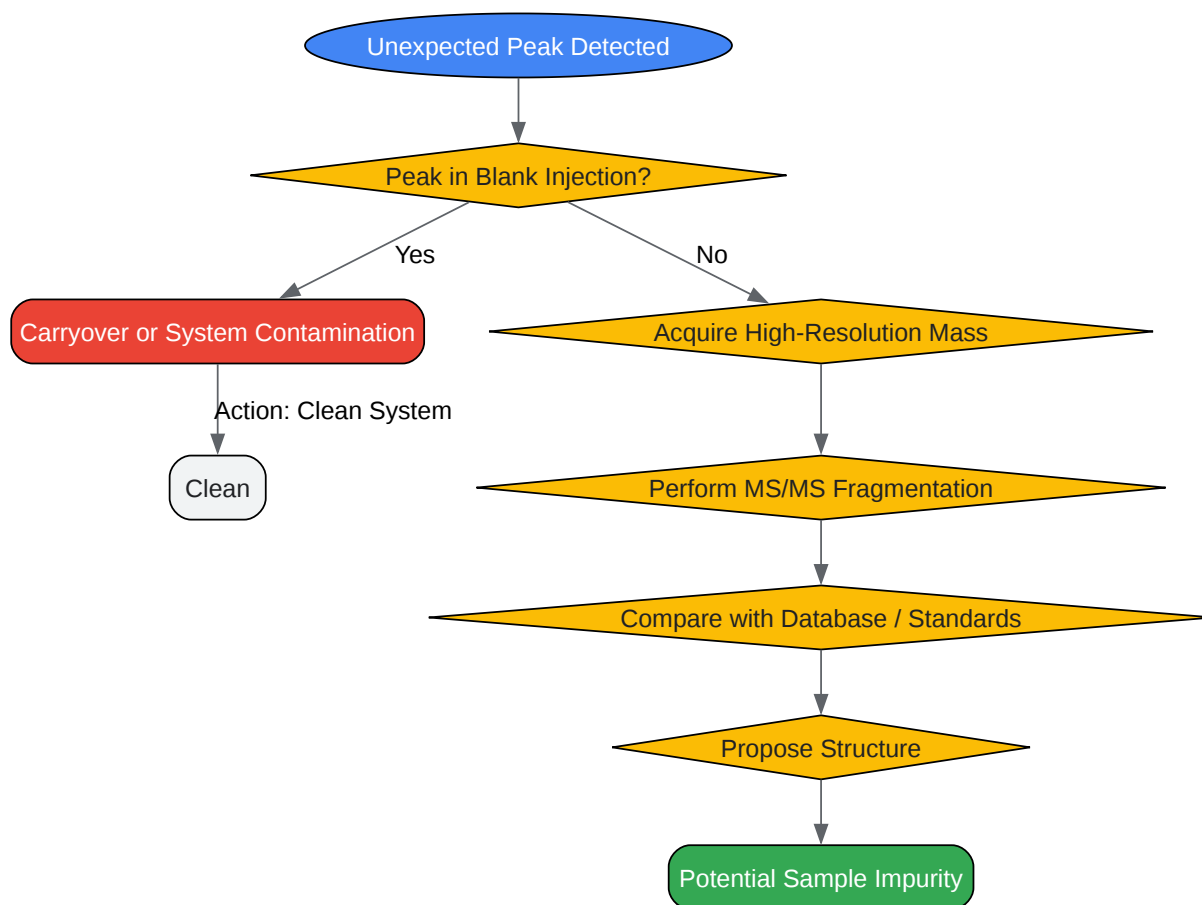 Unexpected Peak Detected
Peak in Blank Injection?
Yes
No
Carryover or System Contamination
Acquire High-Resolution Mass
Action: Clean System
Clean
Perform MS/MS Fragmentation
Compare with Database / Standards
Propose Structure
Potential Sample Impurity